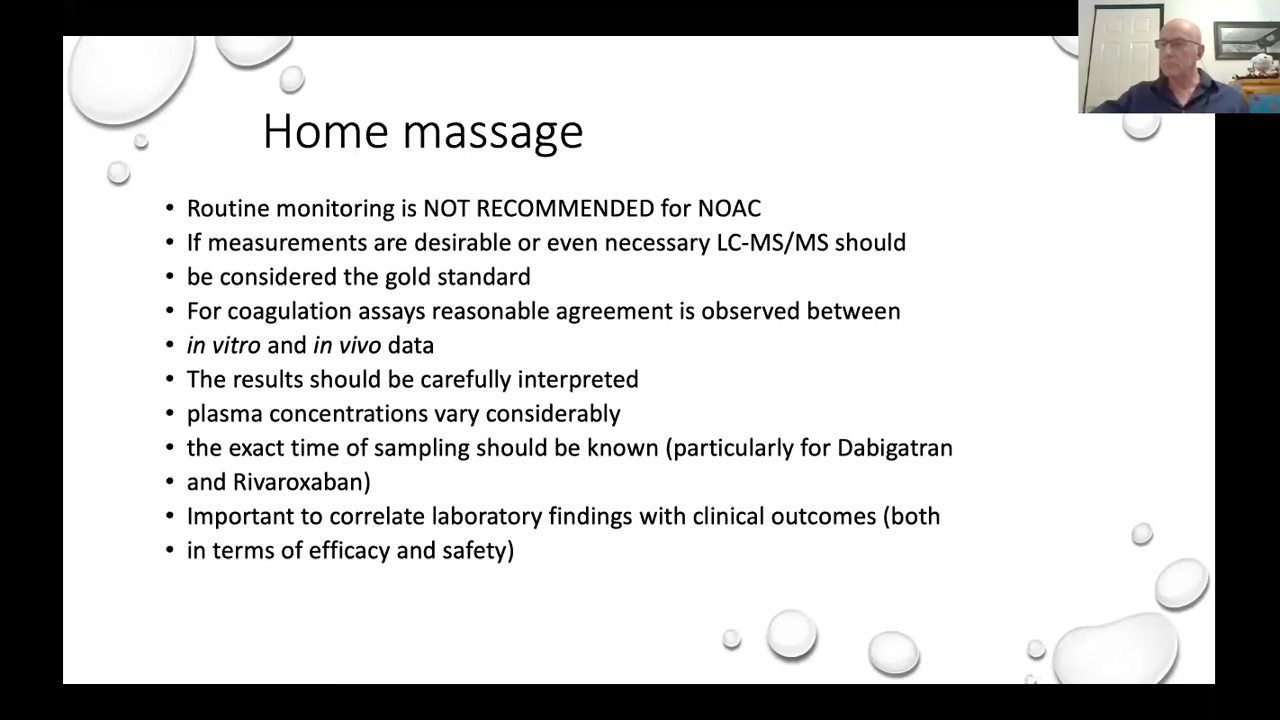 Home massage
• Routine monitoring is NOT RECOMMENDED for NOAC
• If measurements are desirable or even necessary LC-MS/MS should
• be considered the gold standard
• For coagulation assays reasonable agreement is observed between
• in vitro and in vivo data
• The results should be carefully interpreted
• plasma concentrations vary considerably
• the exact time of sampling should be known (particularly for Dabigatran
• and Rivaroxaban)
• Important to correlate laboratory findings with clinical outcomes (both
• in terms of efficacy and safety)